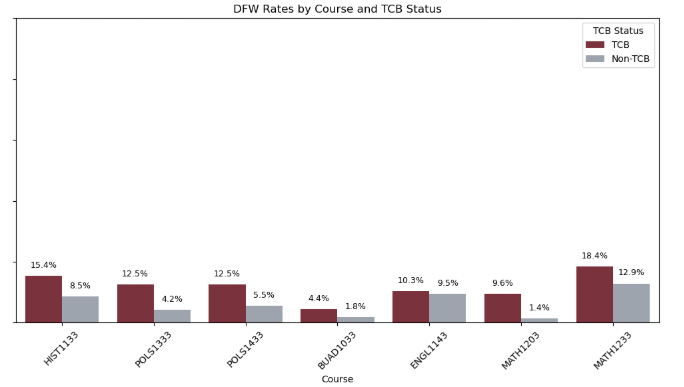 DFW Rates by Course and TCB Status
TCB Status
TCB
Non-TCB
15.4%
8.5%
12.5%
4.2%
12.5%
5.5%
4.4%
1.8%
10.3%
9.5%
9.6%
1.4%
18.4%
12.9%
HIST1133
POLS1333
POLS1433
BUAD1033
ENGL1143
MATH1203
MATH1233
Course